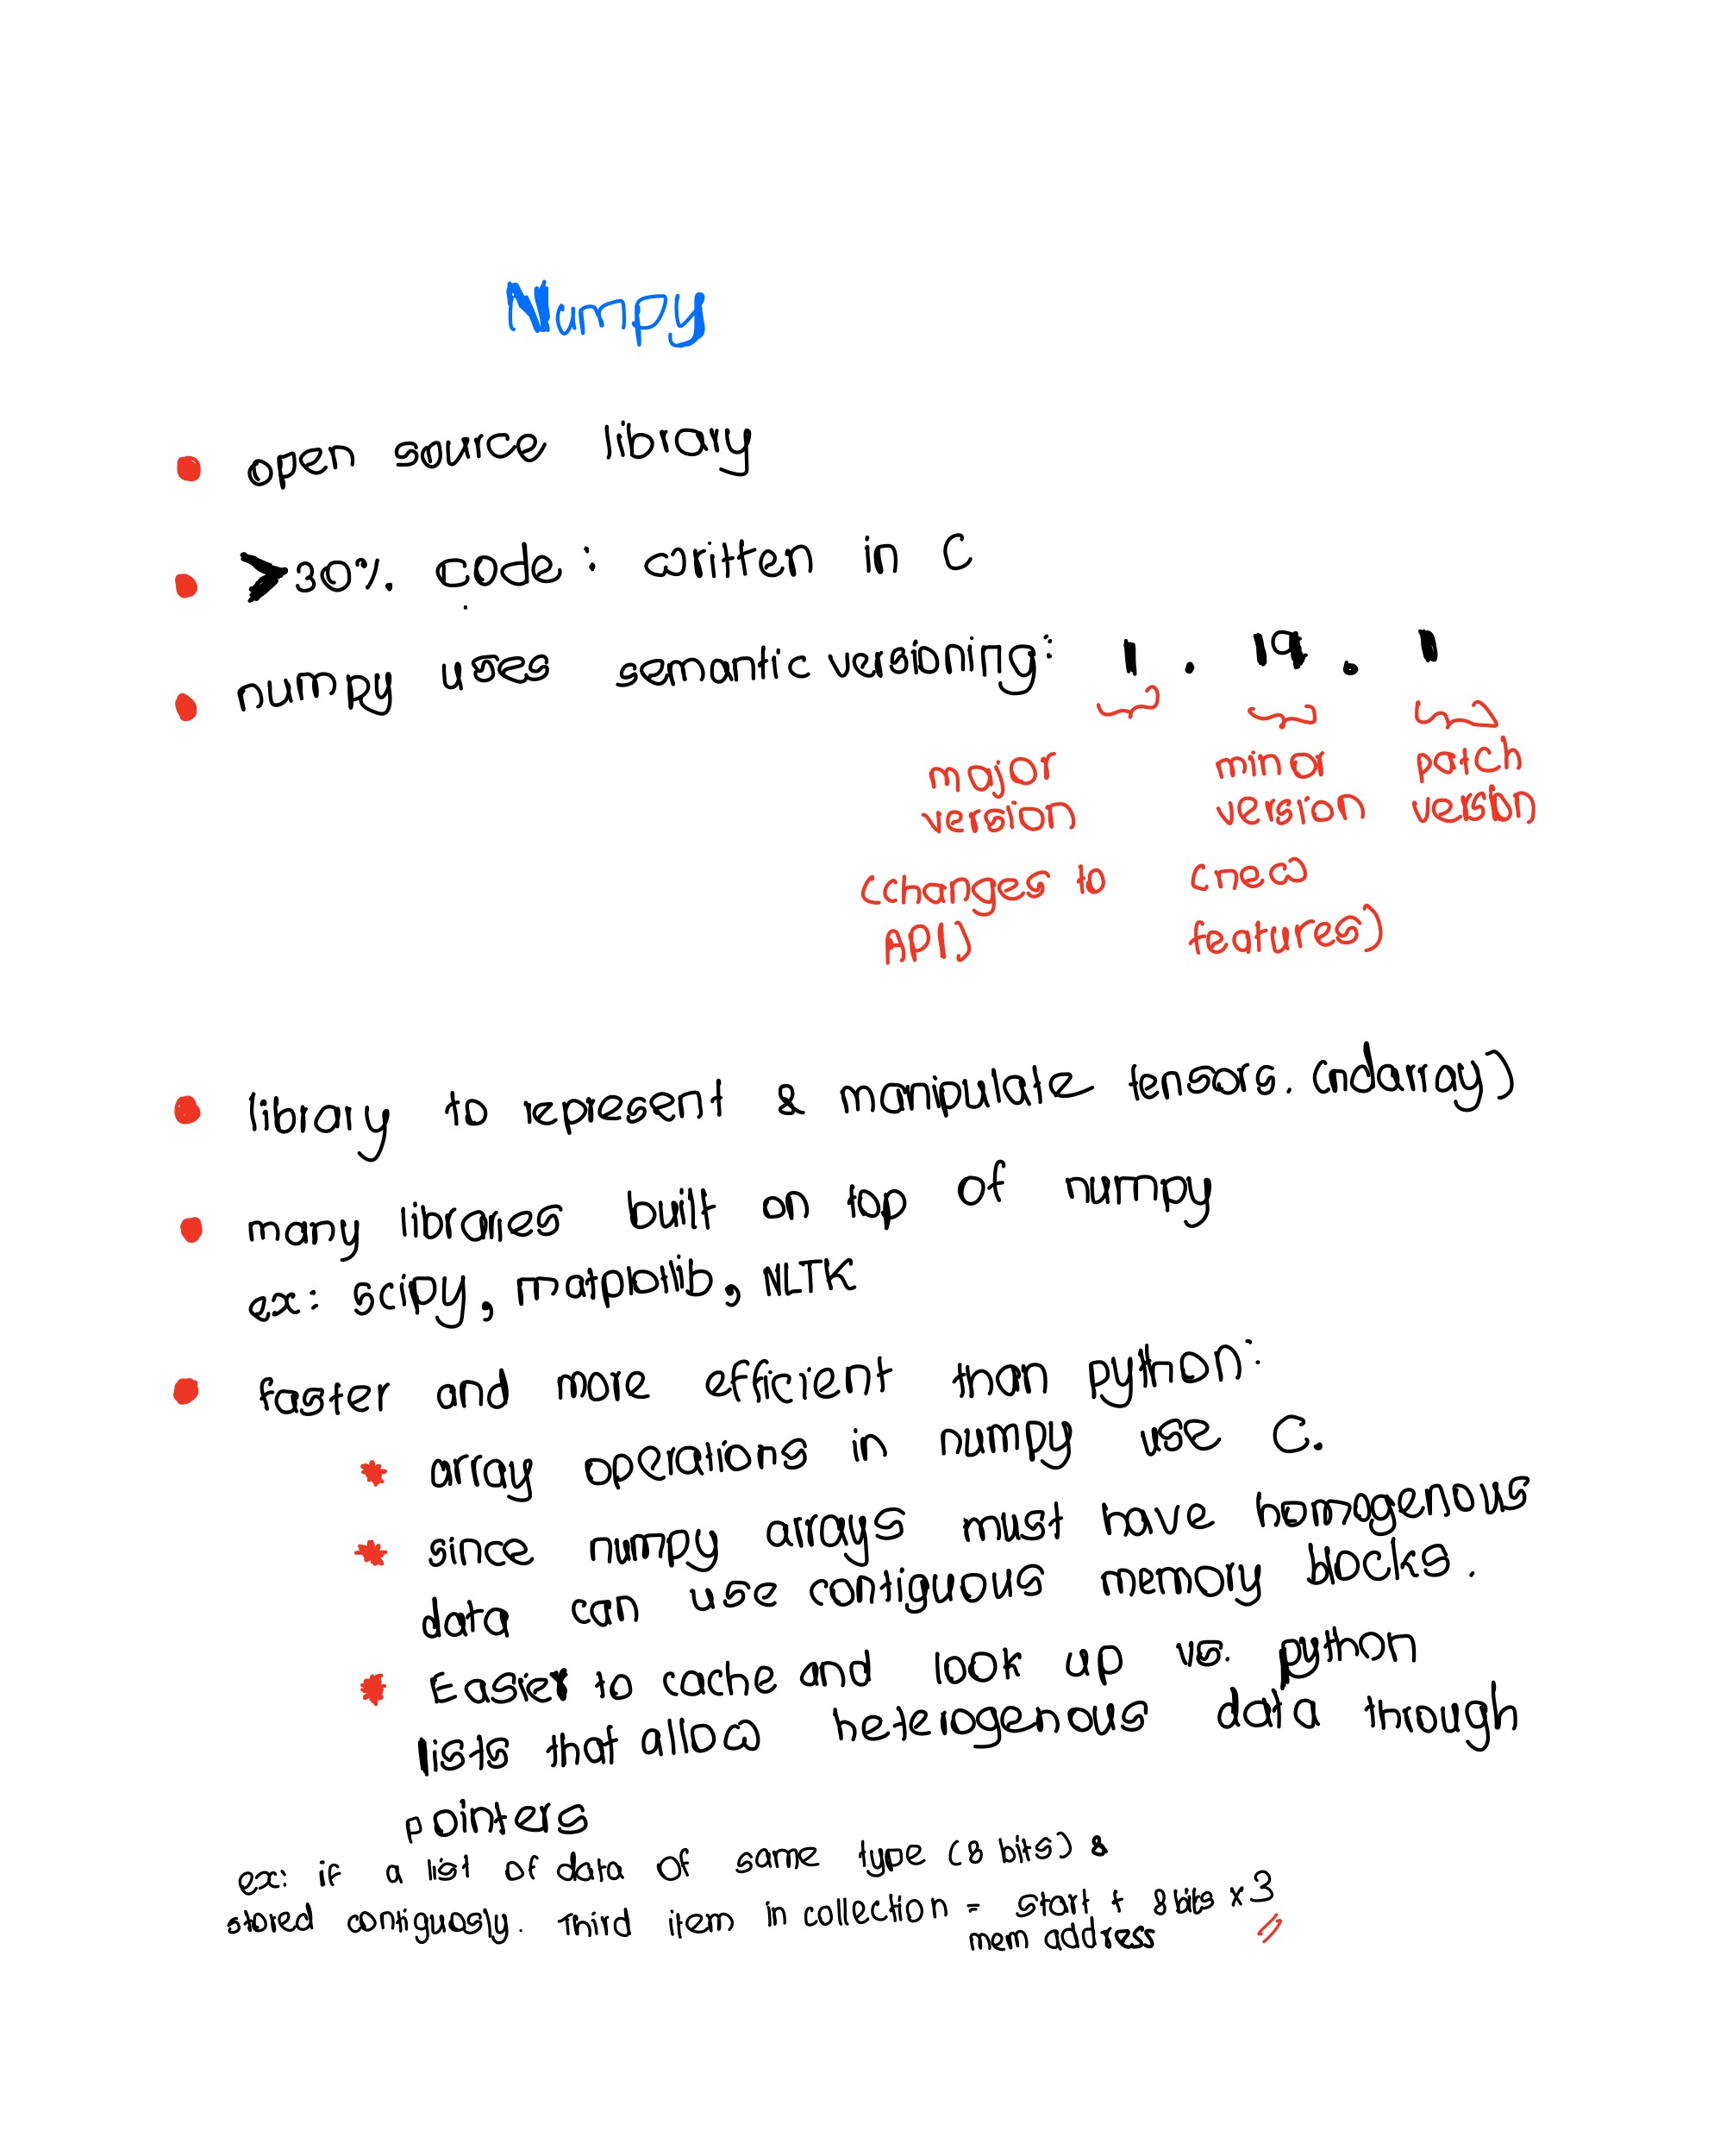 Numpy
open source library
>30% code: written in C
numpy uses semantic versioning: 1 . 19 . 1
major minor patch
version version version
(changes to (new
API) features)
library to represent & manipulate tensors. (ndarray)
many libraries built on top of numpy
ex: scipy, matplotlib, NLTK
faster and more efficient than python:
* array operations in numpy use C.
* since numpy arrays must have homogenous
data can use contiguous memory blocks.
* Easier to cache and look up vs. python
lists that allow heterogenous data through
pointers
ex: if a list of data of same type (8 bits) &
stored contiguosly. Third item in collection = start + 8 bits x 3
mem address